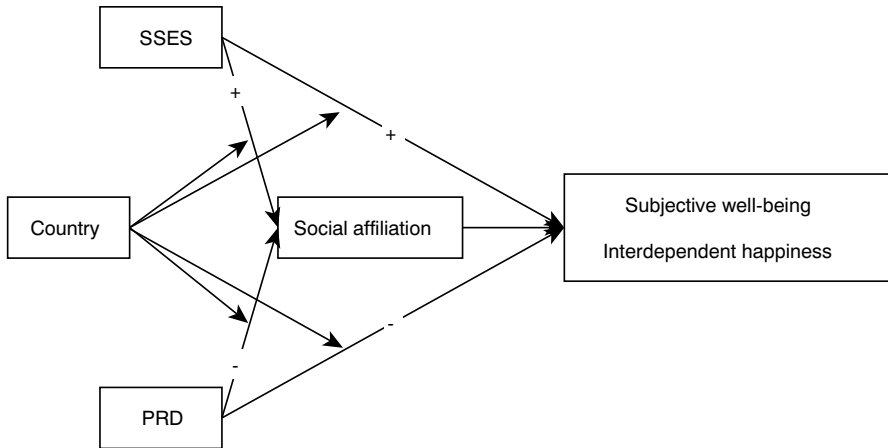 SSES
+
+
Country
Social affiliation
Subjective well-being
Interdependent happiness
-
-
PRD